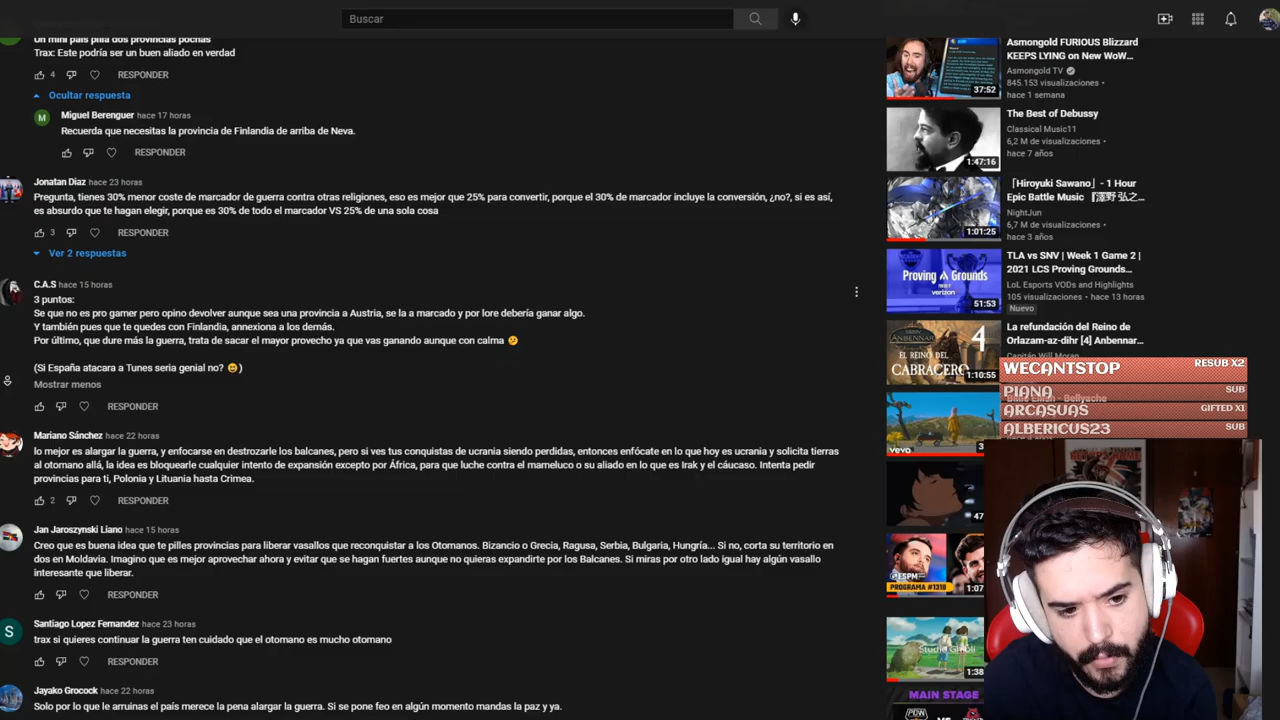 Buscar
Un mini país pilla dos provincias pochas
Trax: Este podría ser un buen aliado en verdad
4
RESPONDER
Ocultar respuesta
M
Miguel Berenguer hace 17 horas
Recuerda que necesitas la provincia de Finlandia de arriba de Neva.
RESPONDER
Jonatan Diaz hace 23 horas
Pregunta, tienes 30% menor coste de marcador de guerra contra otras religiones, eso es mejor que 25% para convertir, porque el 30% de marcador incluye la conversión, ¿no?, si es así,
es absurdo que te hagan elegir, porque es 30% de todo el marcador VS 25% de una sola cosa
3
RESPONDER
Ver 2 respuestas
C.A.S hace 15 horas
3 puntos:
Se que no es pro gamer pero opino devolver aunque sea una provincia a Austria, se la a marcado y por lore debería ganar algo.
Y también pues que te quedes con Finlandia, annexiona a los demás.
Por último, que dure más la guerra, trata de sacar el mayor provecho ya que vas ganando aunque con calma 🫤
(Si España atacara a Tunes seria genial no? 😃)
Mostrar menos
RESPONDER
Mariano Sánchez hace 22 horas
lo mejor es alargar la guerra, y enfocarse en destrozarle los balcanes, pero si ves tus conquistas de ucrania siendo perdidas, entonces enfócate en lo que hoy es ucrania y solicita tierras
al otomano allá, la idea es bloquearle cualquier intento de expansión excepto por África, para que luche contra el mameluco o su aliado en lo que es Irak y el cáucaso. Intenta pedir
provincias para ti, Polonia y Lituania hasta Crimea.
2
RESPONDER
Jan Jaroszynski Liano hace 15 horas
Creo que es buena idea que te pilles provincias para liberar vasallos que reconquistar a los Otomanos. Bizancio o Grecia, Ragusa, Serbia, Bulgaria, Hungría... Si no, corta su territorio en
dos en Moldavia. Imagino que es mejor aprovechar ahora y evitar que se hagan fuertes aunque no quieras expandirte por los Balcanes. Si miras por otro lado igual hay algún vasallo
interesante que liberar.
RESPONDER
S
Santiago Lopez Fernandez hace 23 horas
trax si quieres continuar la guerra ten cuidado que el otomano es mucho otomano
RESPONDER
Jayako Grocock hace 22 horas
Solo por lo que le arruinas el país merece la pena alargar la guerra. Si se pone feo en algún momento mandas la paz y ya.
37:52
Asmongold FURIOUS Blizzard
KEEPS LYING on New WoW...
Asmongold TV
845.153 visualizaciones •
hace 1 semana
1:47:16
The Best of Debussy
Classical Music11
6,2 M de visualizaciones •
hace 7 años
1:01:25
「Hiroyuki Sawano」- 1 Hour
Epic Battle Music 『澤野 弘之...
NightJun
6,7 M de visualizaciones •
hace 3 años
Proving Grounds
verizon
51:53
TLA vs SNV | Week 1 Game 2 |
2021 LCS Proving Grounds...
LoL Esports VODs and Highlights
105 visualizaciones • hace 13 horas
Nuevo
ANBENNAR
4
EL REINO DEL
CABRACERO
1:10:55
La refundación del Reino de
Orlazam-az-dihr [4] Anbennar...
Capitán Will Moran
WECANTSTOP RESUB X2
PIANA SUB
Billie Eilish - Bellyache
ARCASUAS GIFTED X1
ALBERICUS23 SUB
vevo
3
47
ESPM
PROGRAMA #1318
1:07
Studio Ghibli
1:38
MAIN STAGE